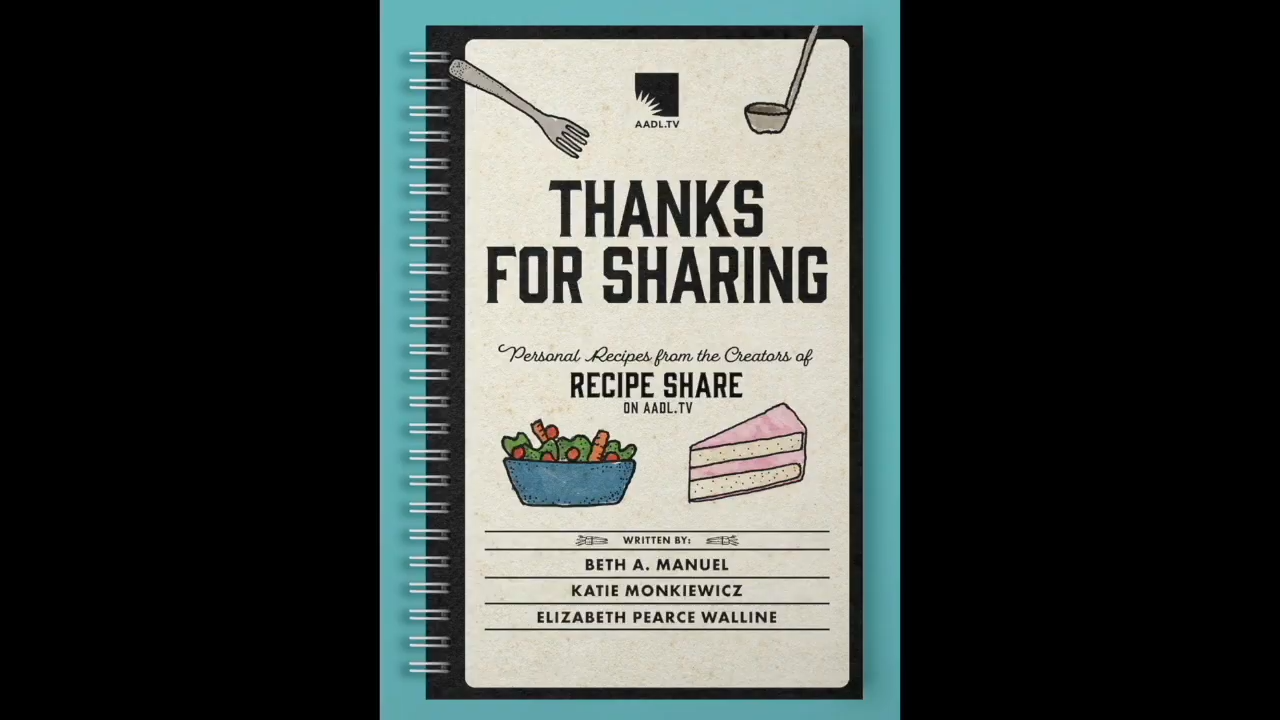 AADL.TV
THANKS
FOR SHARING
Personal Recipes from the Creators of
RECIPE SHARE
ON AADL.TV
WRITTEN BY:
BETH A. MANUEL
KATIE MONKIEWICZ
ELIZABETH PEARCE WALLINE